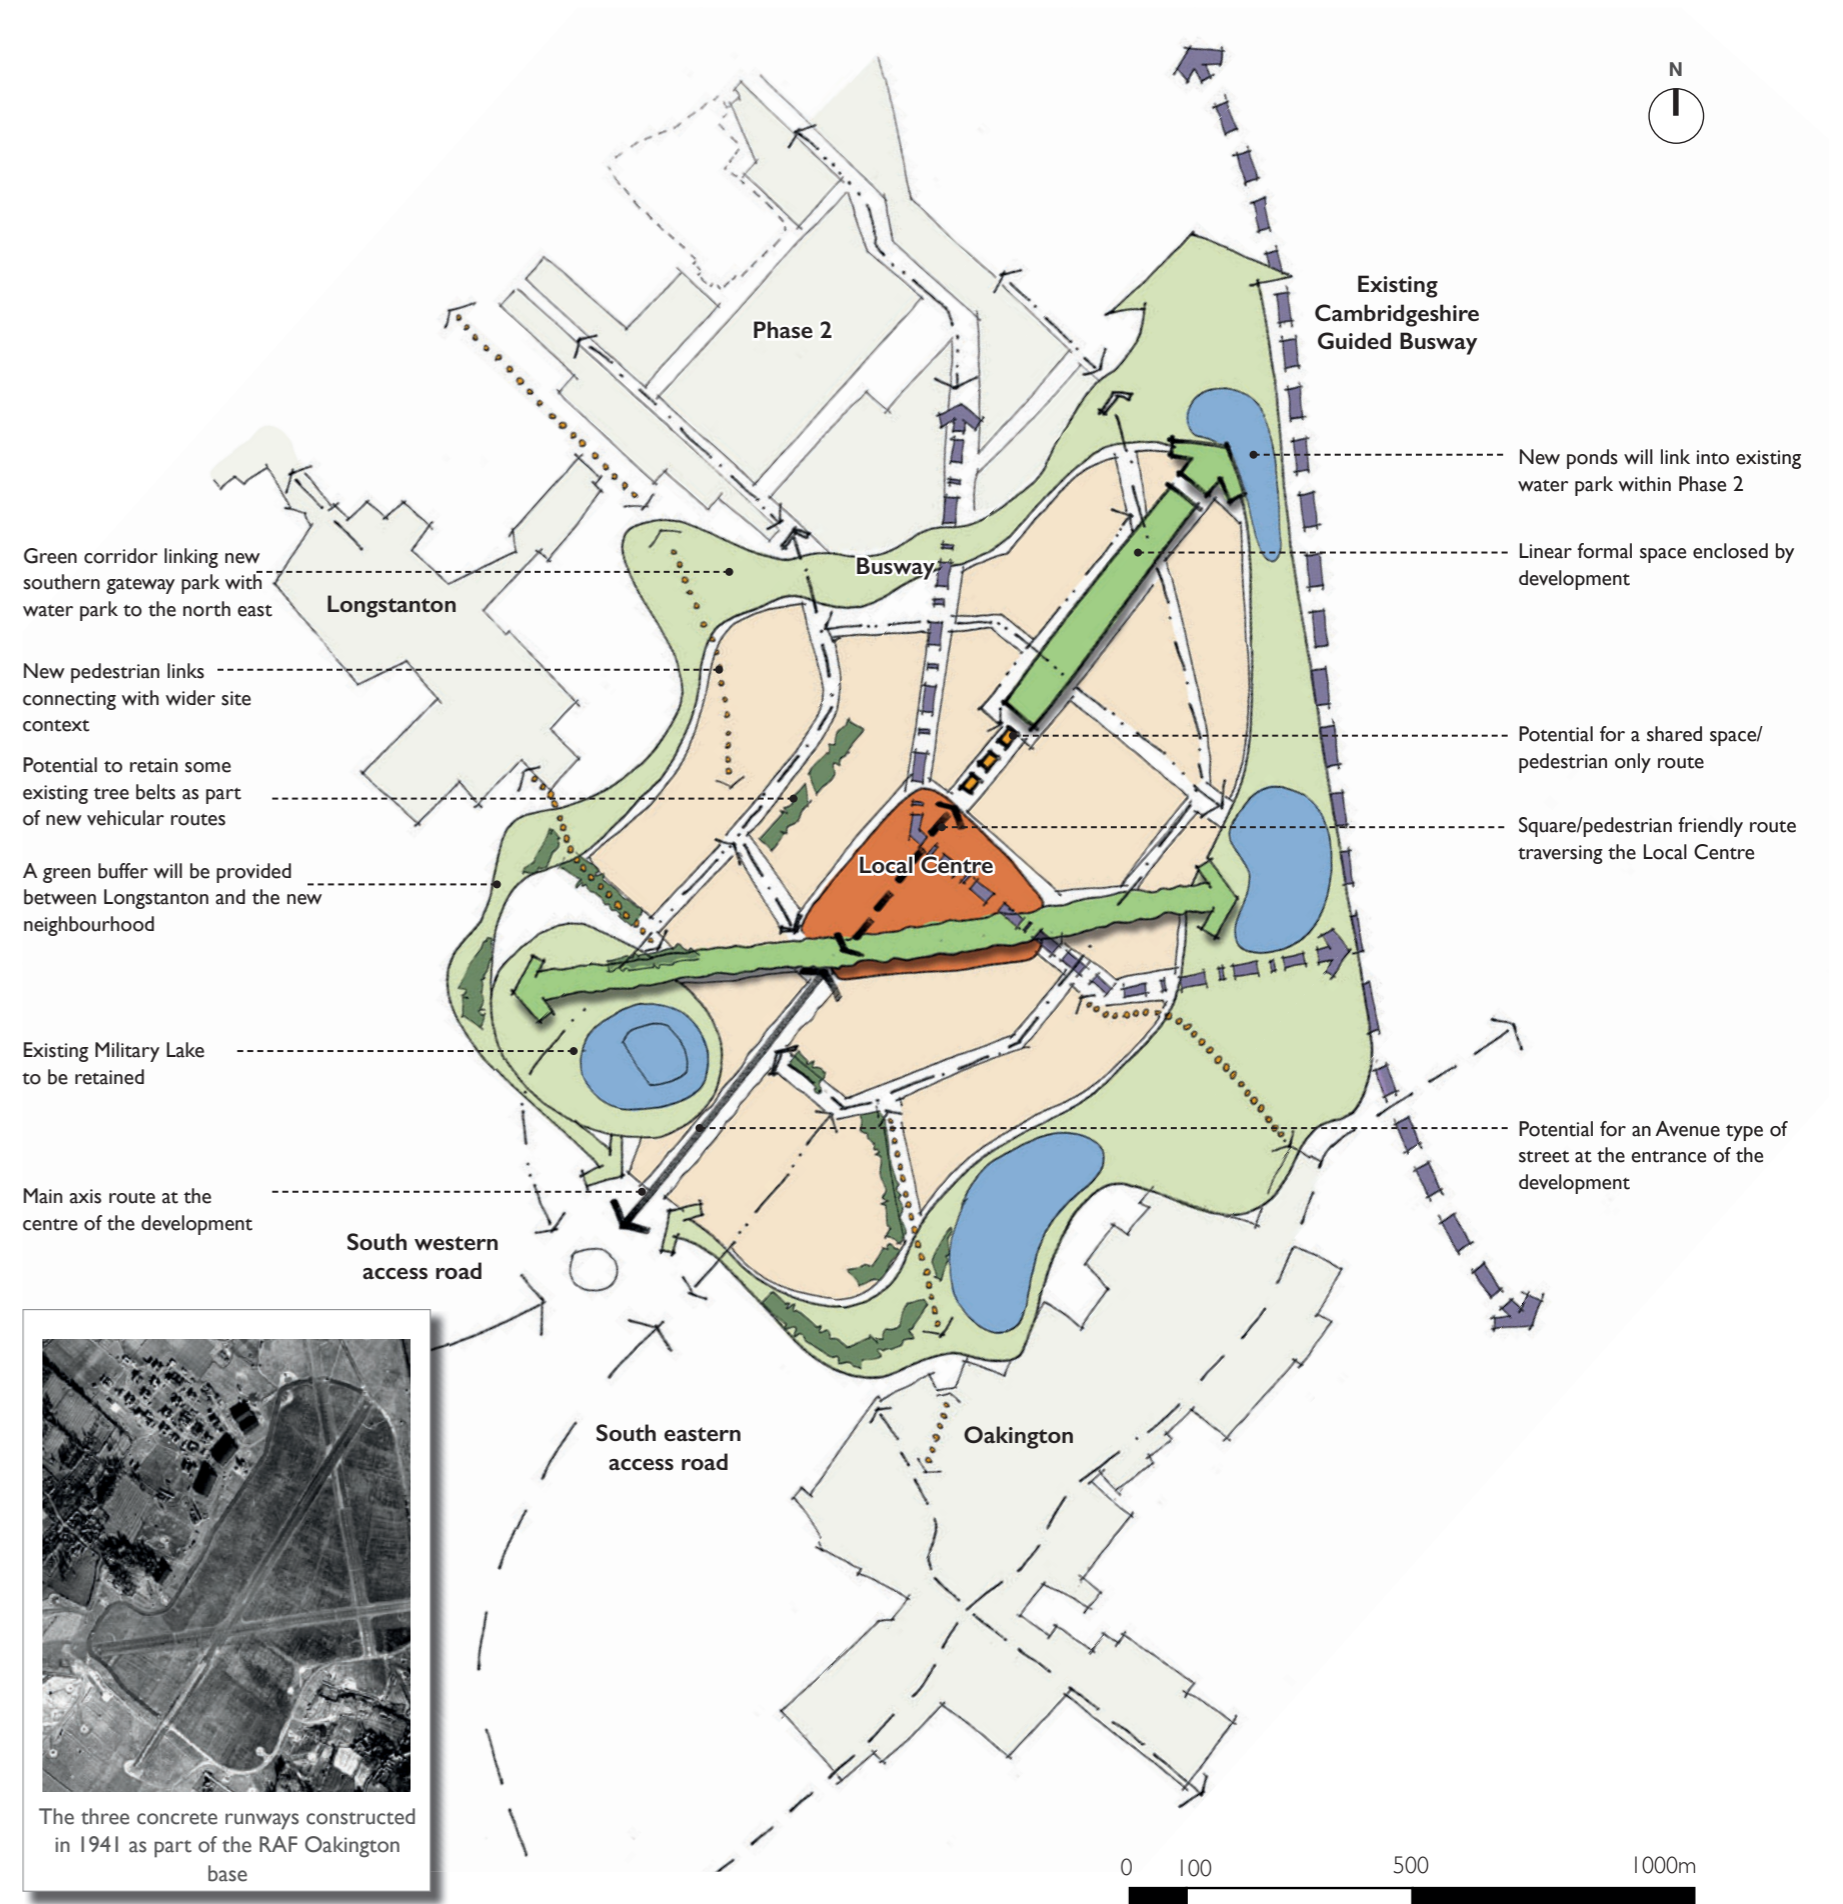 N
Existing
Cambridgeshire
Guided Busway
Phase 2
New ponds will link into existing
water park within Phase 2
Linear formal space enclosed by
development
Green corridor linking new
southern gateway park with
water park to the north east
Busway
Longstanton
New pedestrian links
connecting with wider site
context
Potential for a shared space/
pedestrian only route
Potential to retain some
existing tree belts as part
of new vehicular routes
Square/pedestrian friendly route
traversing the Local Centre
Local Centre
A green buffer will be provided
between Longstanton and the new
neighbourhood
Existing Military Lake
to be retained
Potential for an Avenue type of
street at the entrance of the
development
Main axis route at the
centre of the development
South western
access road
South eastern
access road
Oakington
The three concrete runways constructed
in 1941 as part of the RAF Oakington
base
0 100 500 1000m